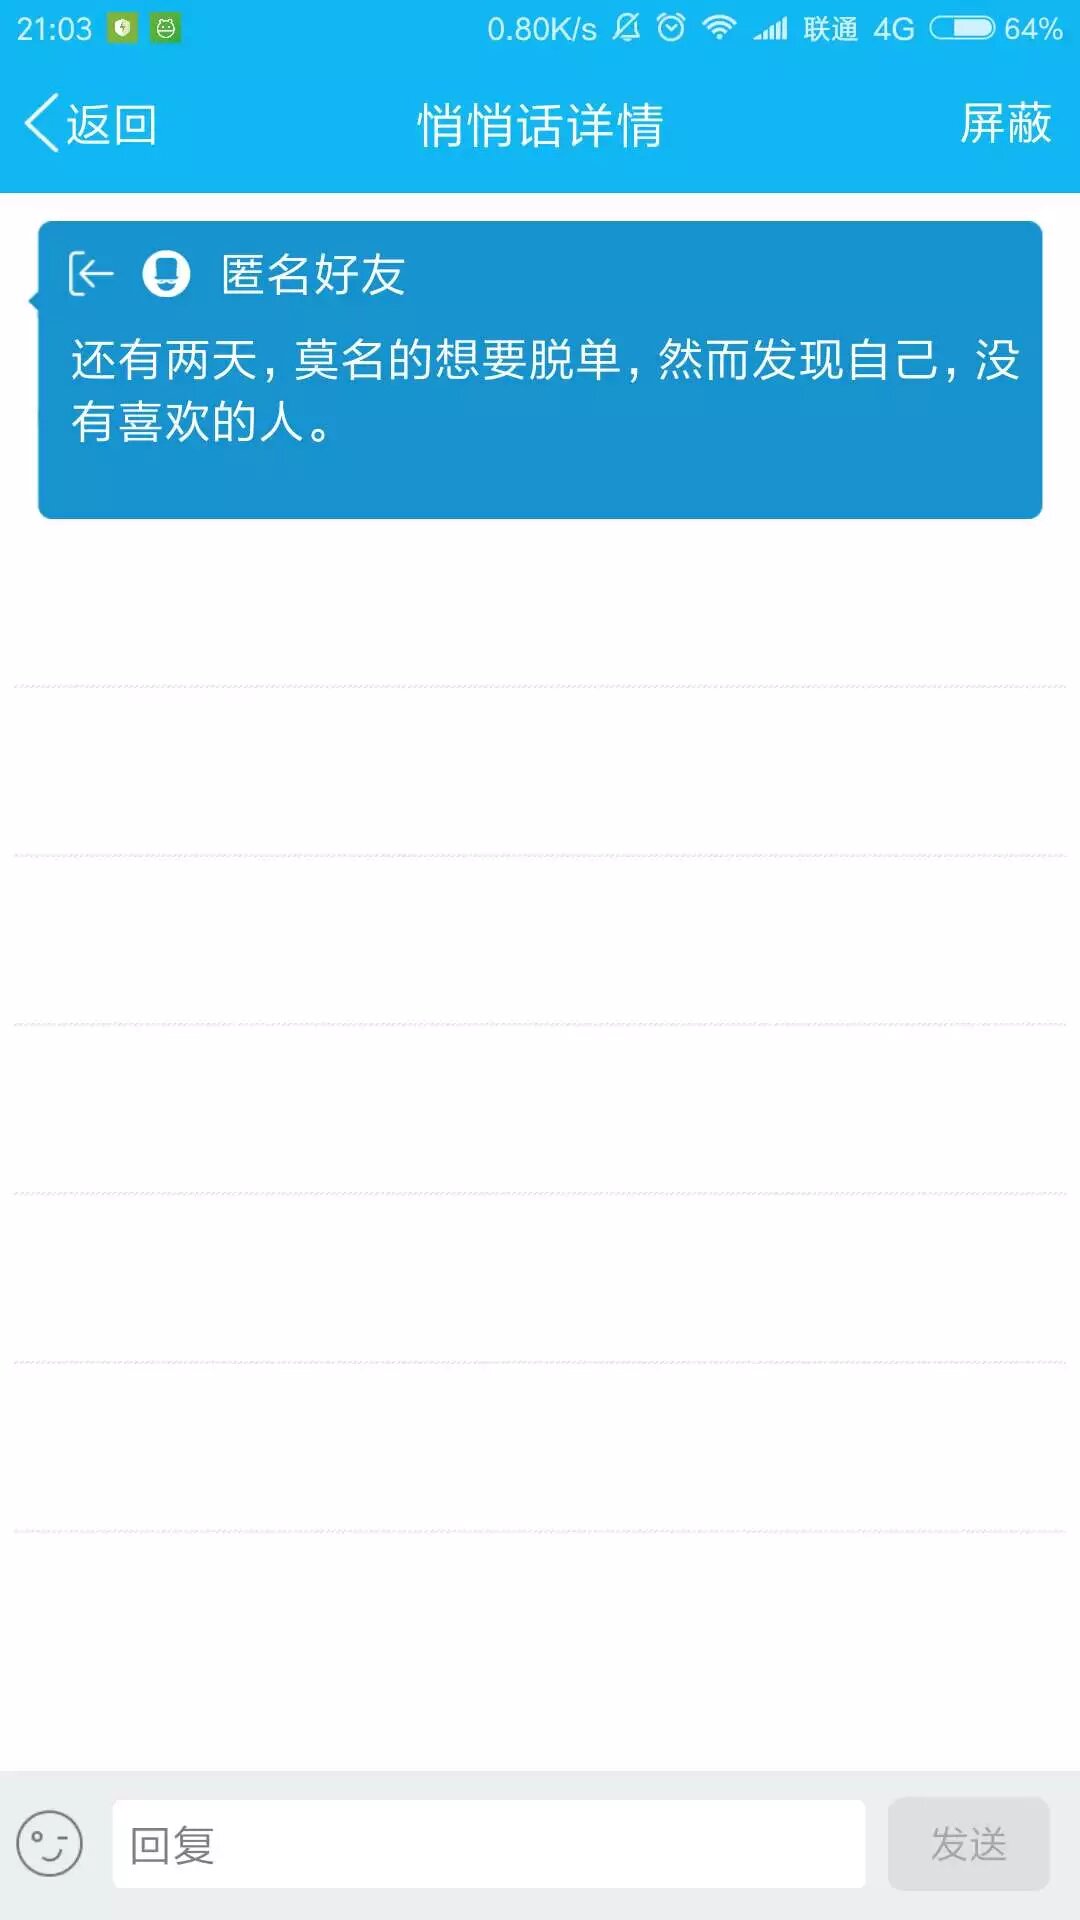 21:03 0.80K/s 联通 4G 64%
返回 悄悄话详情 屏蔽
匿名好友
还有两天，莫名的想要脱单，然而发现自己，没
有喜欢的人。
回复 发送